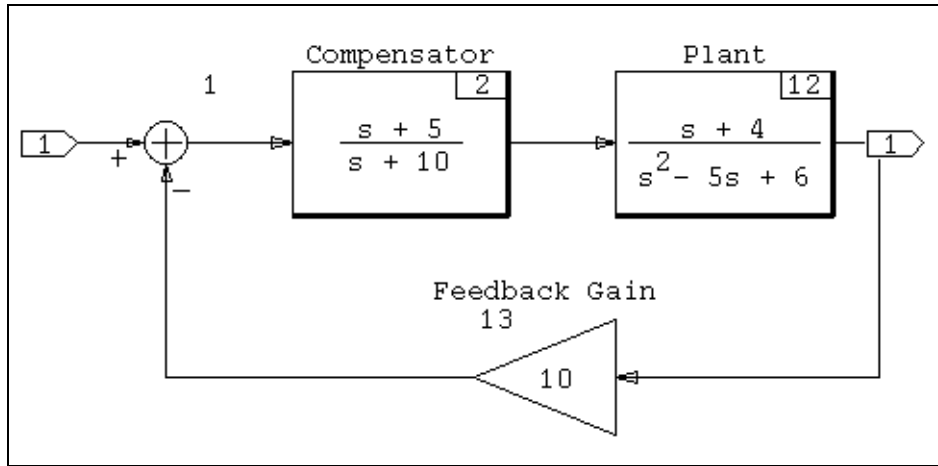 Compensator
Plant
1
2
12
1
+
s + 5
s + 10
s + 4
s² - 5s + 6
1
−
Feedback Gain
13
10